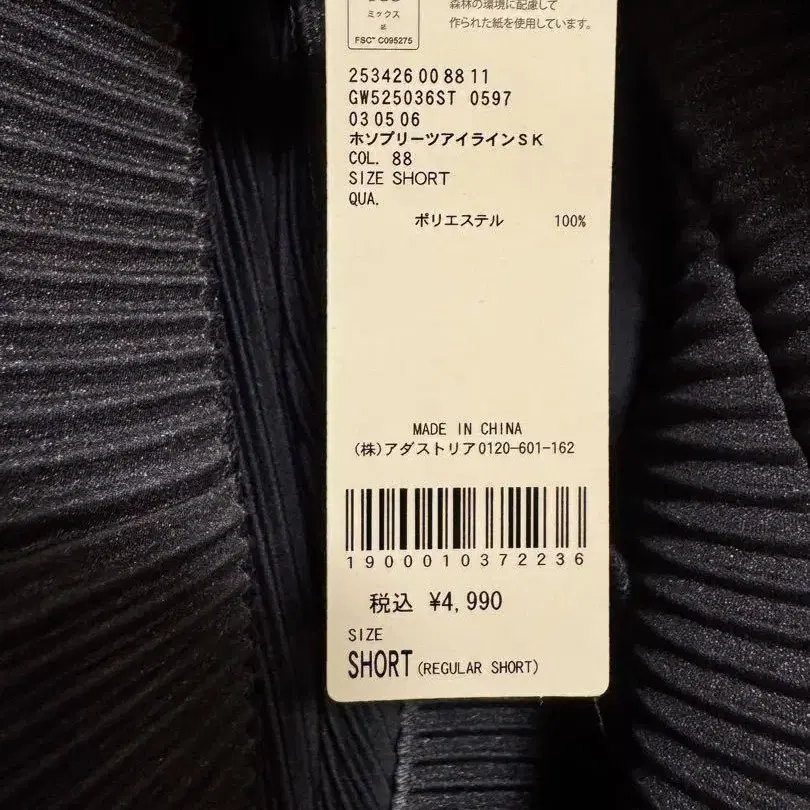 ミックス
紙
FSC™ C095275
森林の環境に配慮して
作られた紙を使用しています。
253426 00 88 11
GW525036ST 0597
03 05 06
ホソプリーツアイラインSK
COL. 88
SIZE SHORT
QUA.
ポリエステル 100%
MADE IN CHINA
(株)アダストリア0120-601-162
1900010372236
税込 ¥4,990
SIZE
SHORT (REGULAR SHORT)